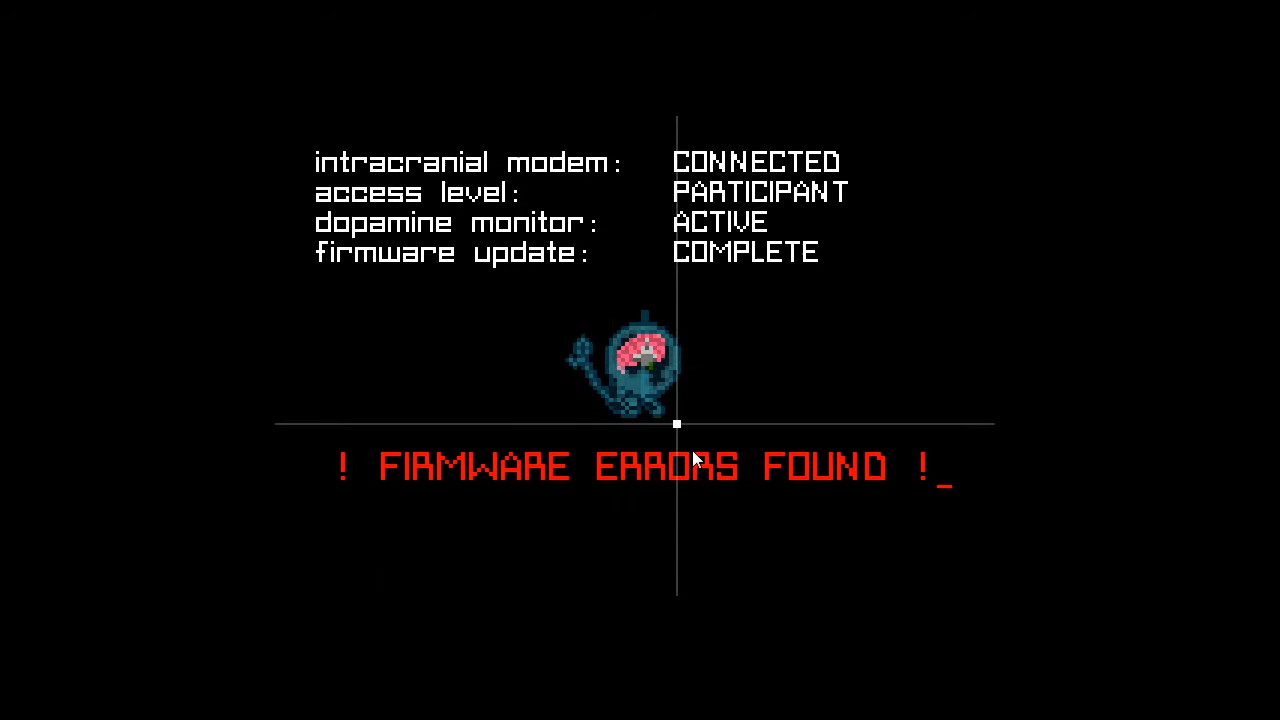 intracranial modem: CONNECTED
access level: PARTICIPANT
dopamine monitor: ACTIVE
firmware update: COMPLETE
! FIRMWARE ERRORS FOUND !_